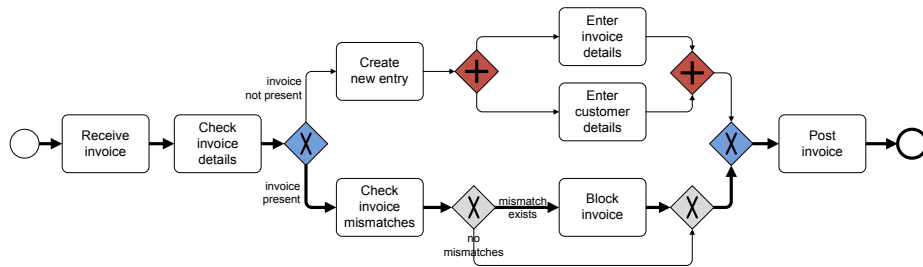 Receive
invoice
Check
invoice
details
invoice
not present
Create
new entry
Enter
invoice
details
Enter
customer
details
invoice
present
Check
invoice
mismatches
mismatch
exists
no
mismatches
Block
invoice
Post
invoice